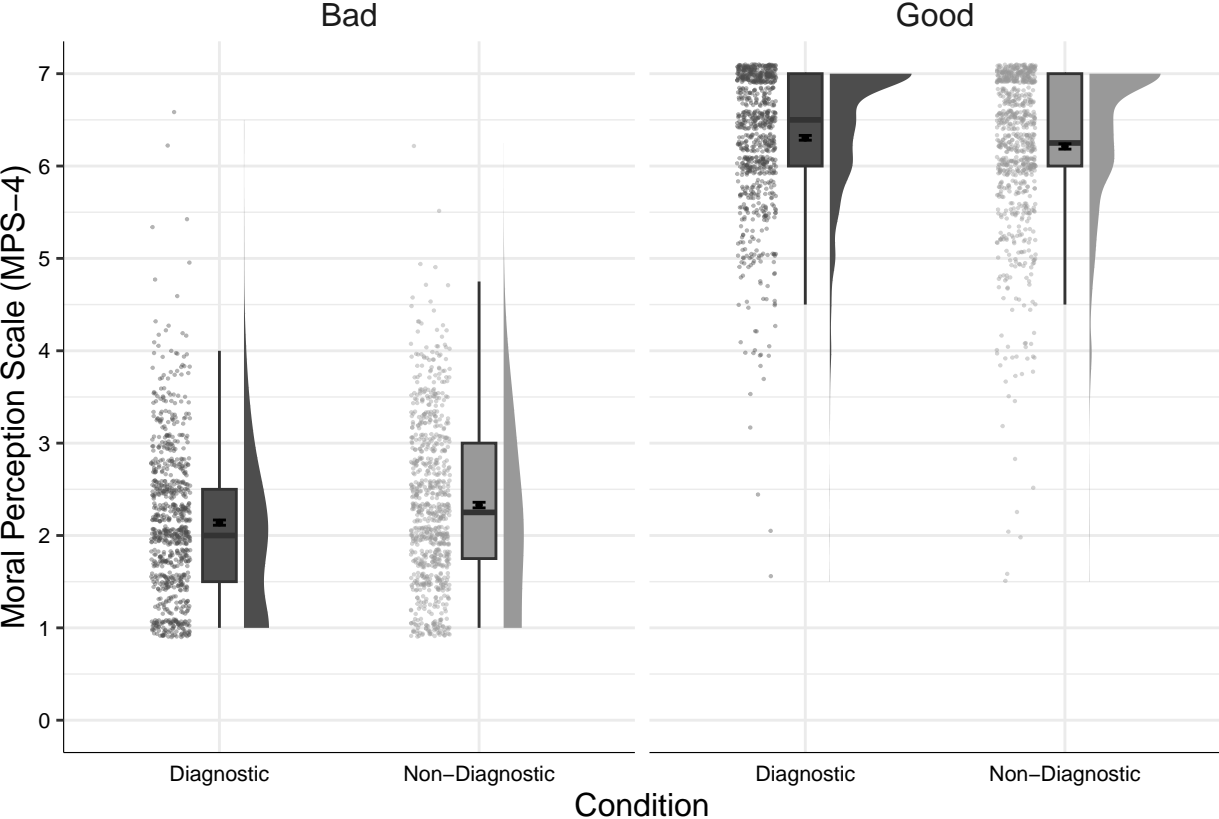 Bad
Good
Moral Perception Scale (MPS−4)
7
6
5
4
3
2
1
0
Diagnostic
Non−Diagnostic
Diagnostic
Non−Diagnostic
Condition